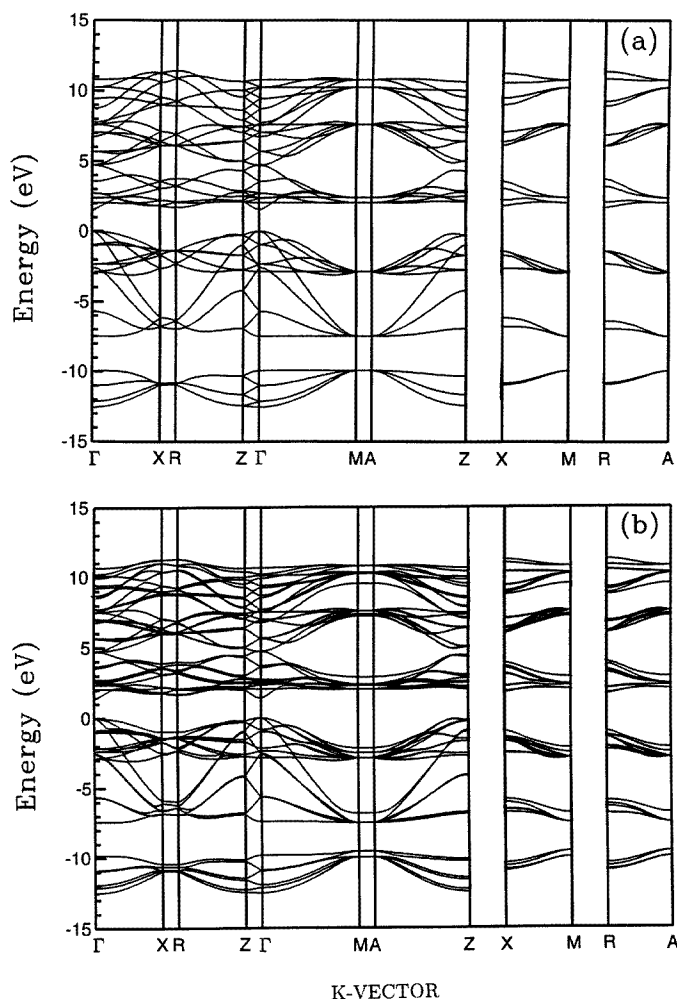 (a)
15
10
5
0
-5
-10
-15
Energy (eV)
Γ X R Z Γ M A Z X M R A
(b)
15
10
5
0
-5
-10
-15
Energy (eV)
Γ X R Z Γ M A Z X M R A
K-VECTOR